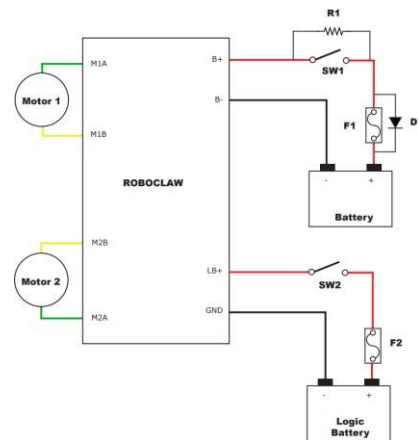 R1
M1A
B+
SW1
Motor 1
B-
D1
F1
M1B
- +
ROBOCLAW
Battery
M2B
LB+
Motor 2
SW2
GND
M2A
F2
- +
Logic
Battery